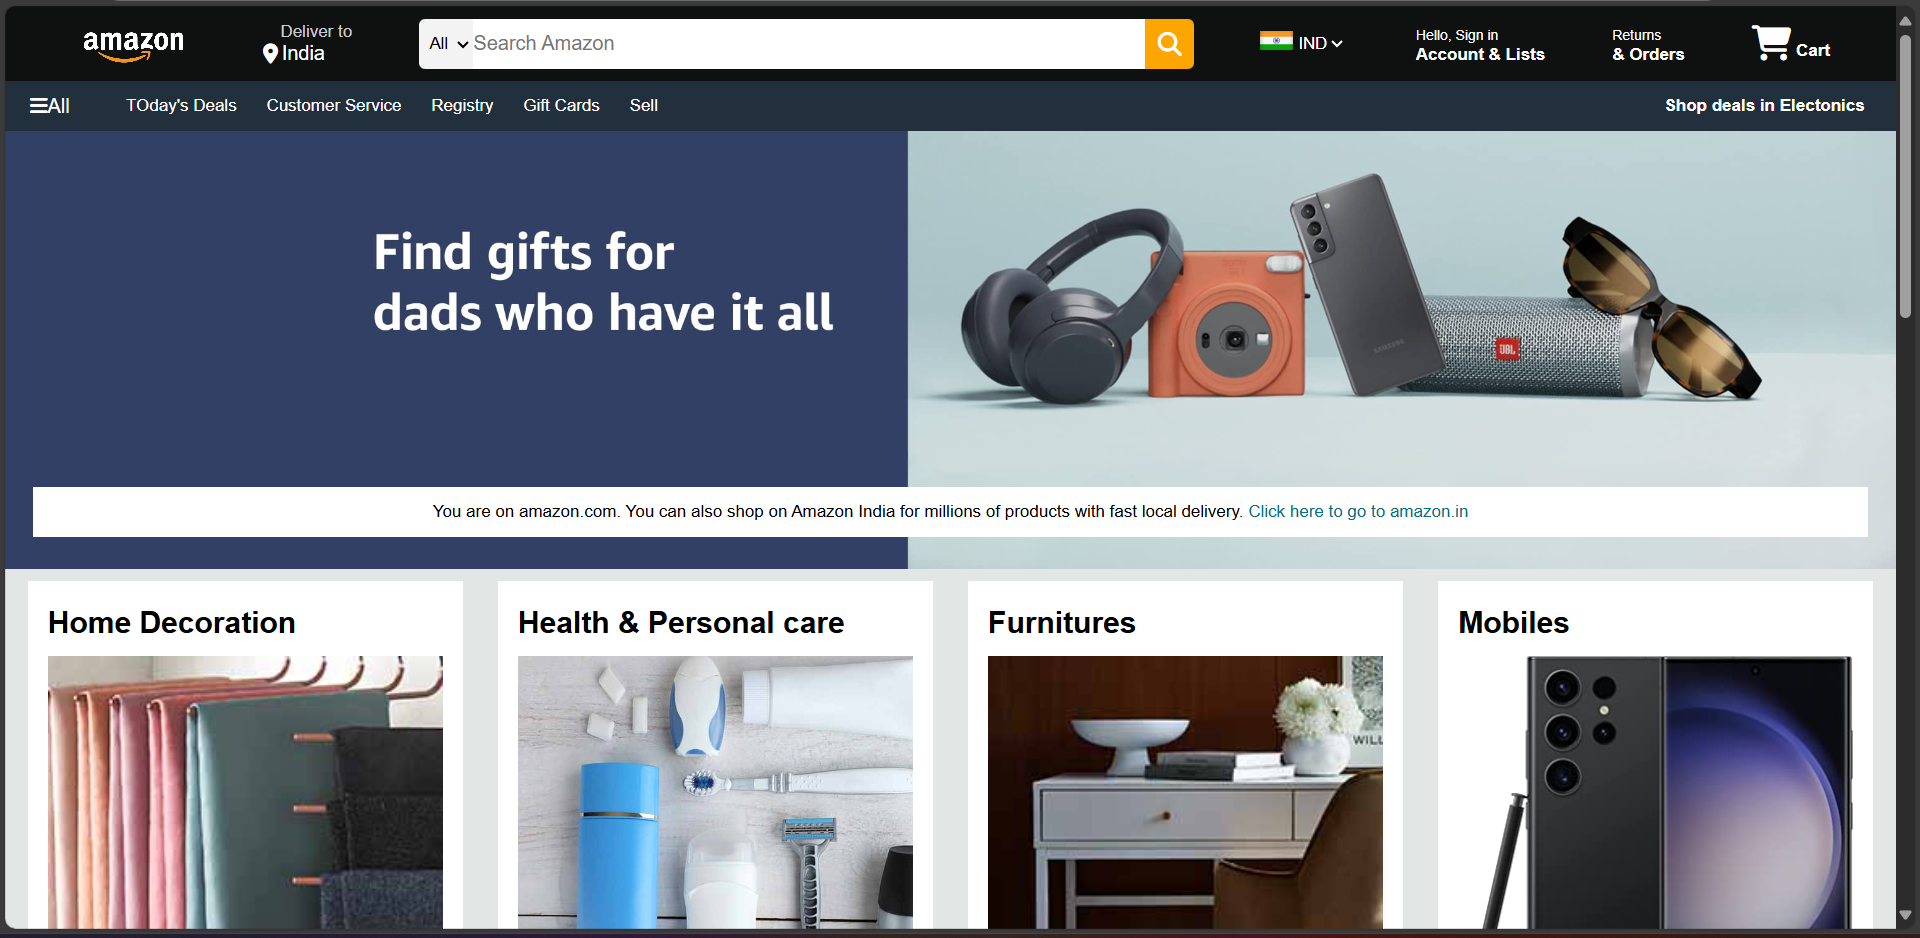 amazon
Deliver to
India
All
Search Amazon
IND
Hello, Sign in
Account & Lists
Returns
& Orders
Cart
All
TOday's Deals
Customer Service
Registry
Gift Cards
Sell
Shop deals in Electonics
Find gifts for
dads who have it all
SAMSUNG
JBL
You are on amazon.com. You can also shop on Amazon India for millions of products with fast local delivery. Click here to go to amazon.in
Home Decoration
Health & Personal care
Furnitures
Mobiles
WILL